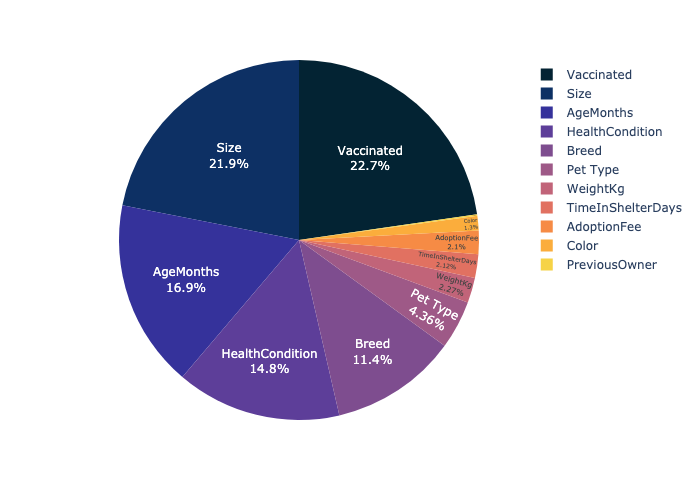 Vaccinated
22.7%
Size
21.9%
AgeMonths
16.9%
HealthCondition
14.8%
Breed
11.4%
Pet Type
4.36%
WeightKg
2.27%
TimeInShelterDays
2.12%
AdoptionFee
2.1%
Color
1.3%
Vaccinated
Size
AgeMonths
HealthCondition
Breed
Pet Type
WeightKg
TimeInShelterDays
AdoptionFee
Color
PreviousOwner